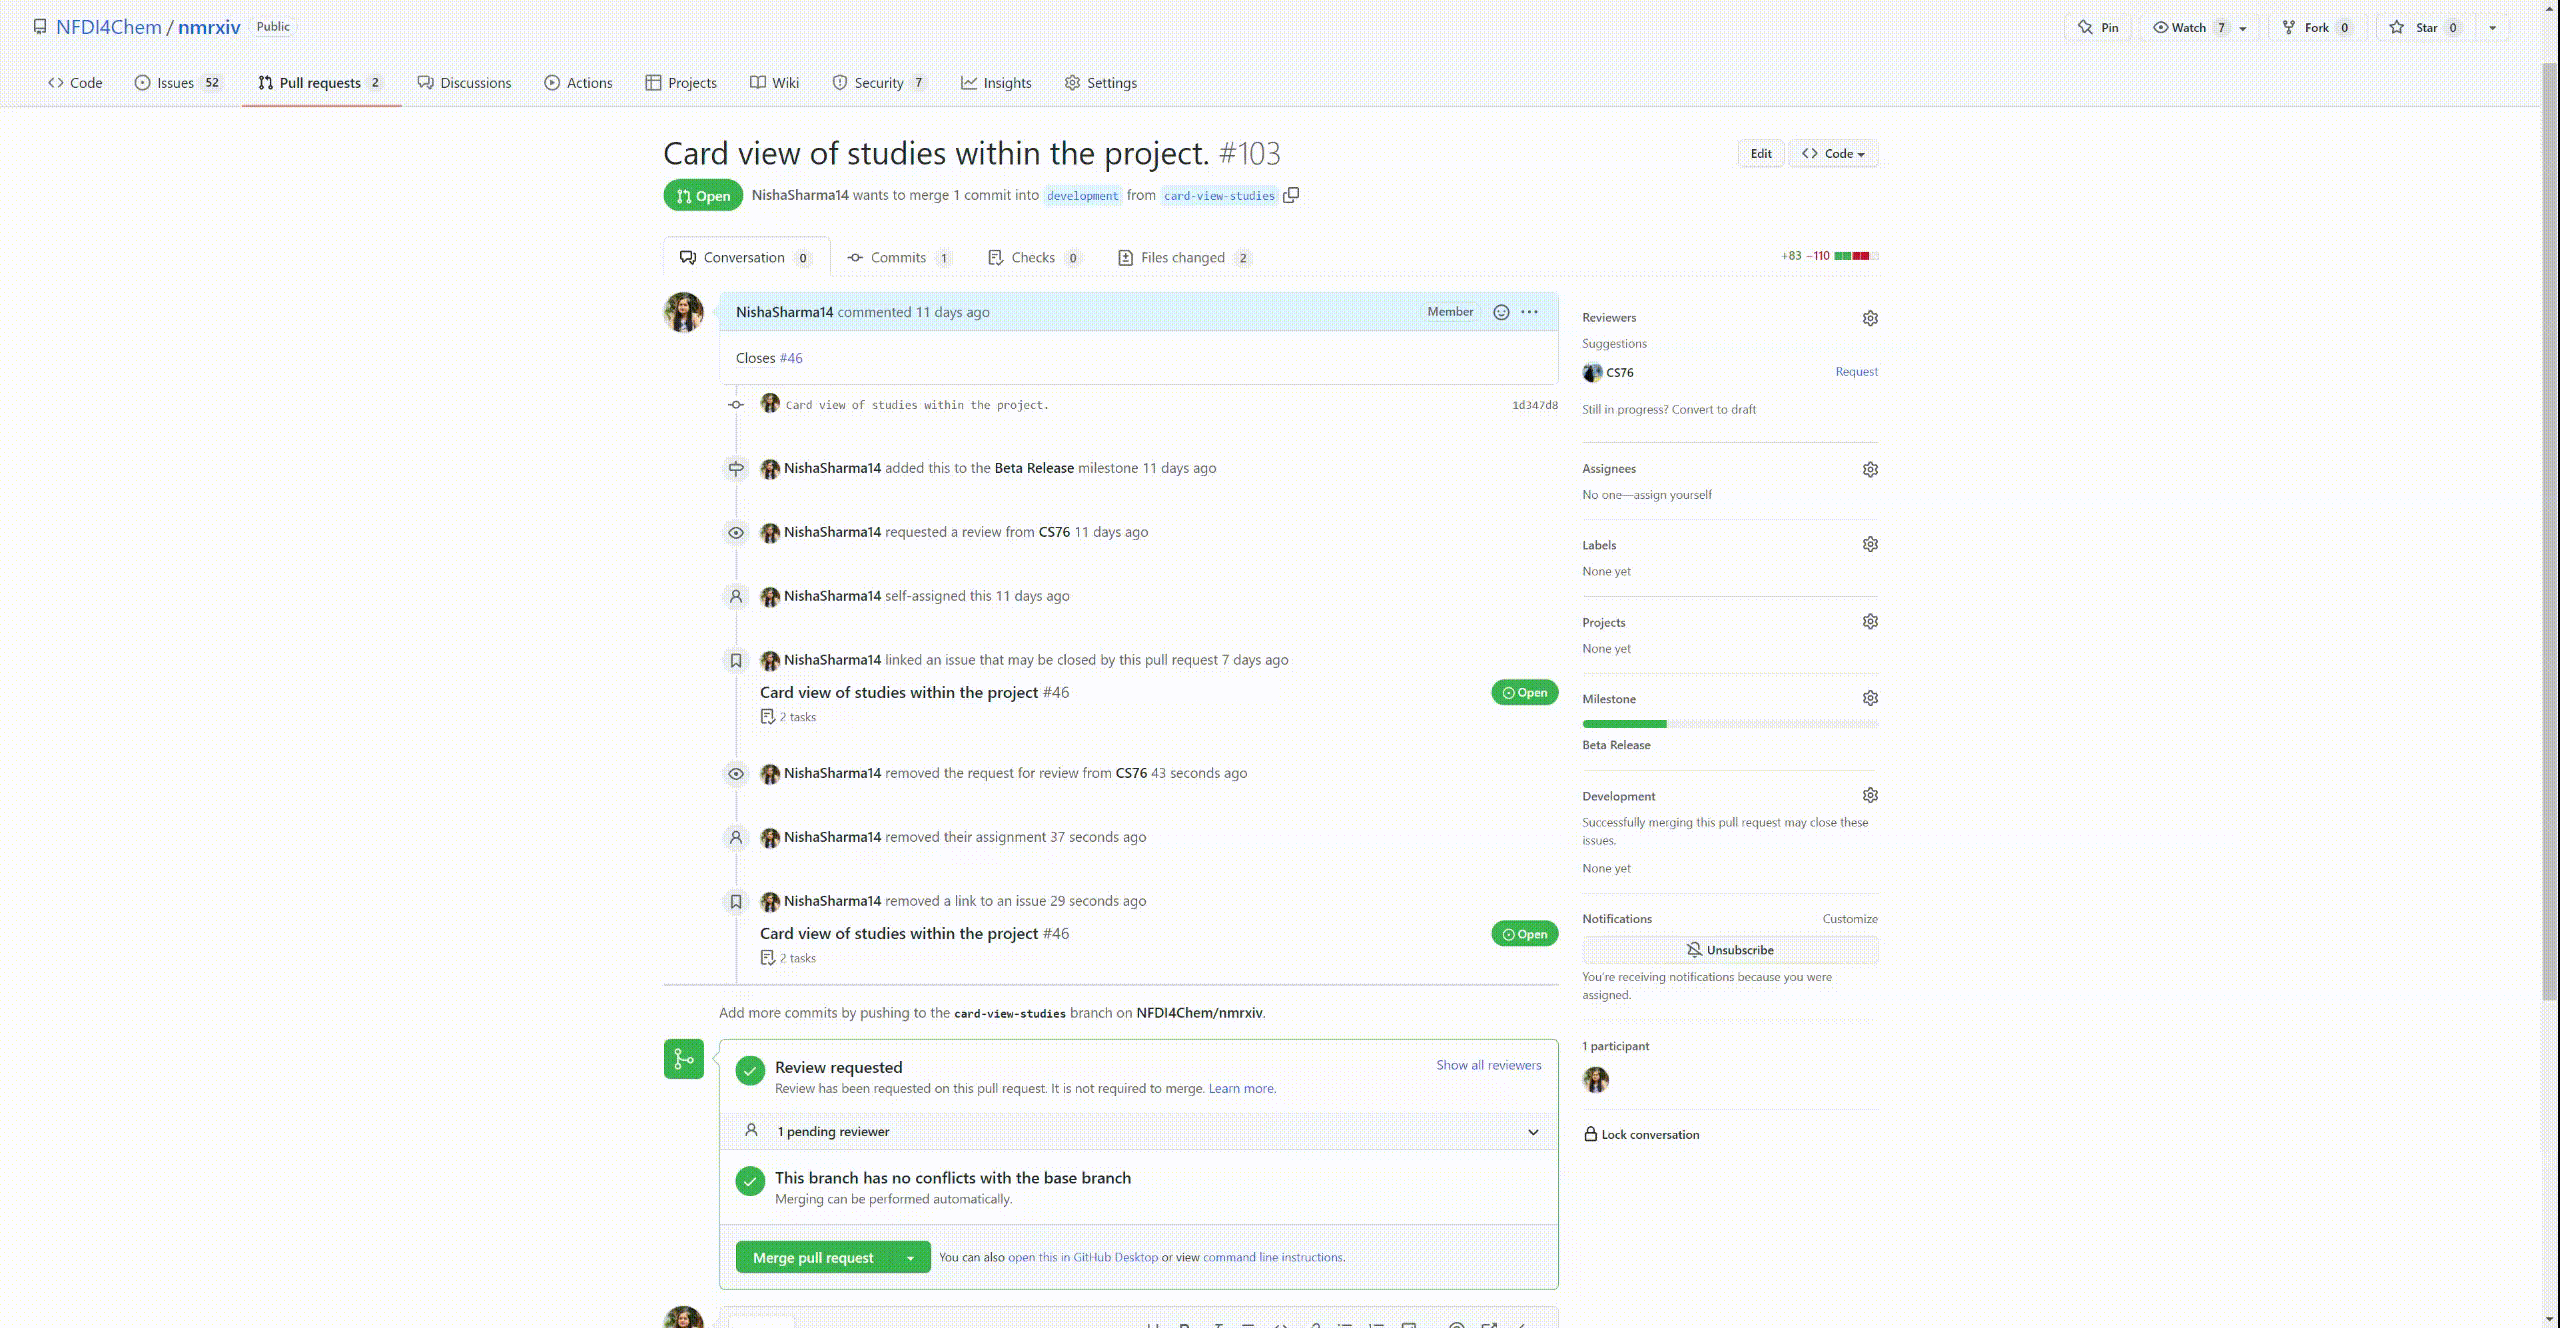 NFDI4Chem / nmrxiv Public
Pin Watch 7 Fork 0 Star 0
Code Issues 52 Pull requests 2 Discussions Actions Projects Wiki Security 7 Insights Settings
Card view of studies within the project. #103
Edit Code
Open NishaSharma14 wants to merge 1 commit into development from card-view-studies
Conversation 0 Commits 1 Checks 0 Files changed 2
+83 −110
NishaSharma14 commented 11 days ago Member
Closes #46
Card view of studies within the project. 1d347d8
NishaSharma14 added this to the Beta Release milestone 11 days ago
NishaSharma14 requested a review from CS76 11 days ago
NishaSharma14 self-assigned this 11 days ago
NishaSharma14 linked an issue that may be closed by this pull request 7 days ago
Card view of studies within the project #46 Open
2 tasks
NishaSharma14 removed the request for review from CS76 43 seconds ago
NishaSharma14 removed their assignment 37 seconds ago
NishaSharma14 removed a link to an issue 29 seconds ago
Card view of studies within the project #46 Open
2 tasks
Add more commits by pushing to the card-view-studies branch on NFDI4Chem/nmrxiv.
Review requested
Show all reviewers
Review has been requested on this pull request. It is not required to merge. Learn more.
1 pending reviewer
This branch has no conflicts with the base branch
Merging can be performed automatically.
Merge pull request
You can also open this in GitHub Desktop or view command line instructions.
Reviewers
Suggestions
CS76 Request
Still in progress? Convert to draft
Assignees
No one—assign yourself
Labels
None yet
Projects
None yet
Milestone
Beta Release
Development
Successfully merging this pull request may close these
issues.
None yet
Notifications Customize
Unsubscribe
You're receiving notifications because you were
assigned.
1 participant
Lock conversation